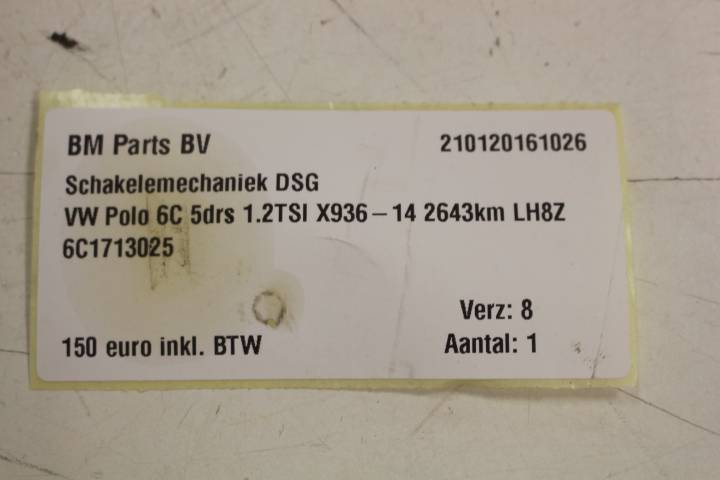 BM Parts BV 210120161026
Schakelemechaniek DSG
VW Polo 6C 5drs 1.2TSI X936-14 2643km LH8Z
6C1713025
Verz: 8
150 euro inkl. BTW Aantal: 1